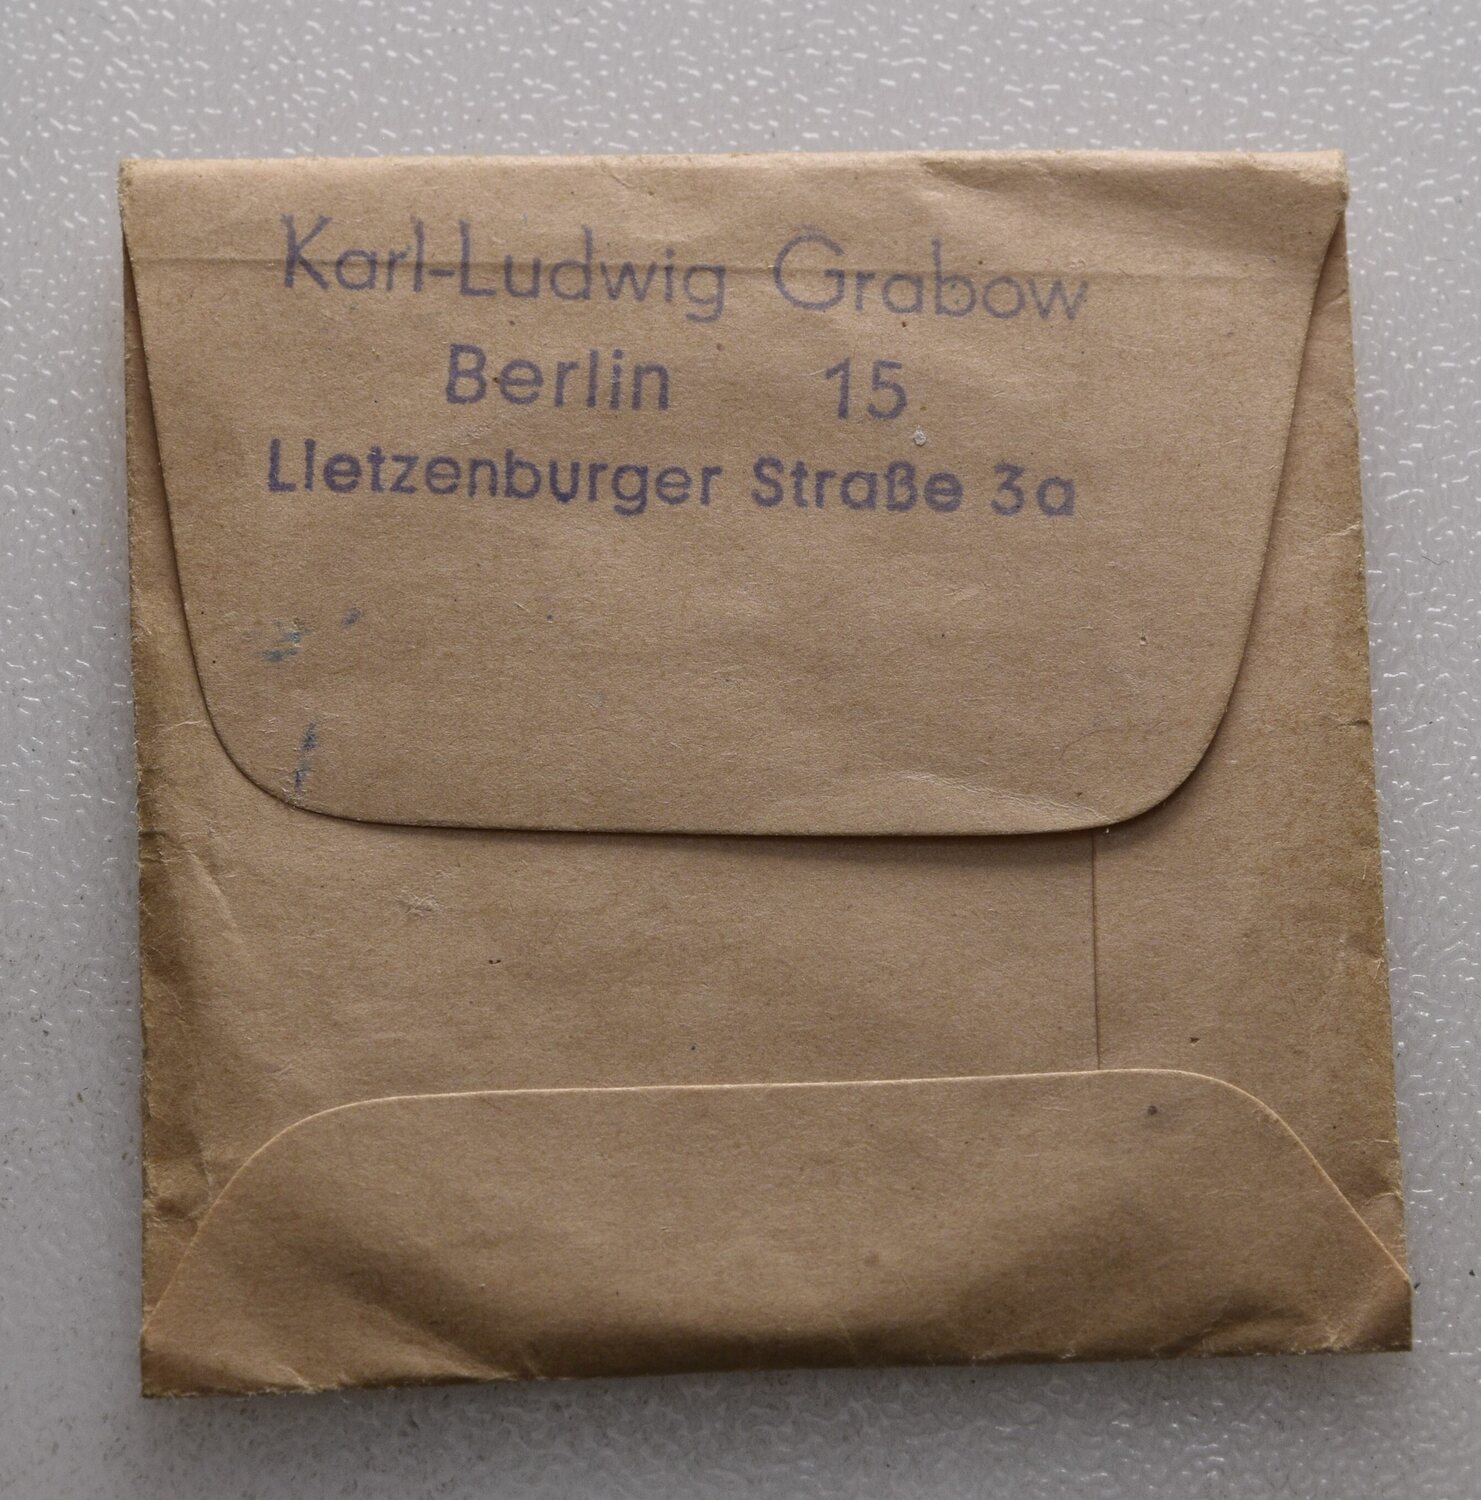 Karl-Ludwig Grabow
Berlin 15
Lietzenburger Straße 3a